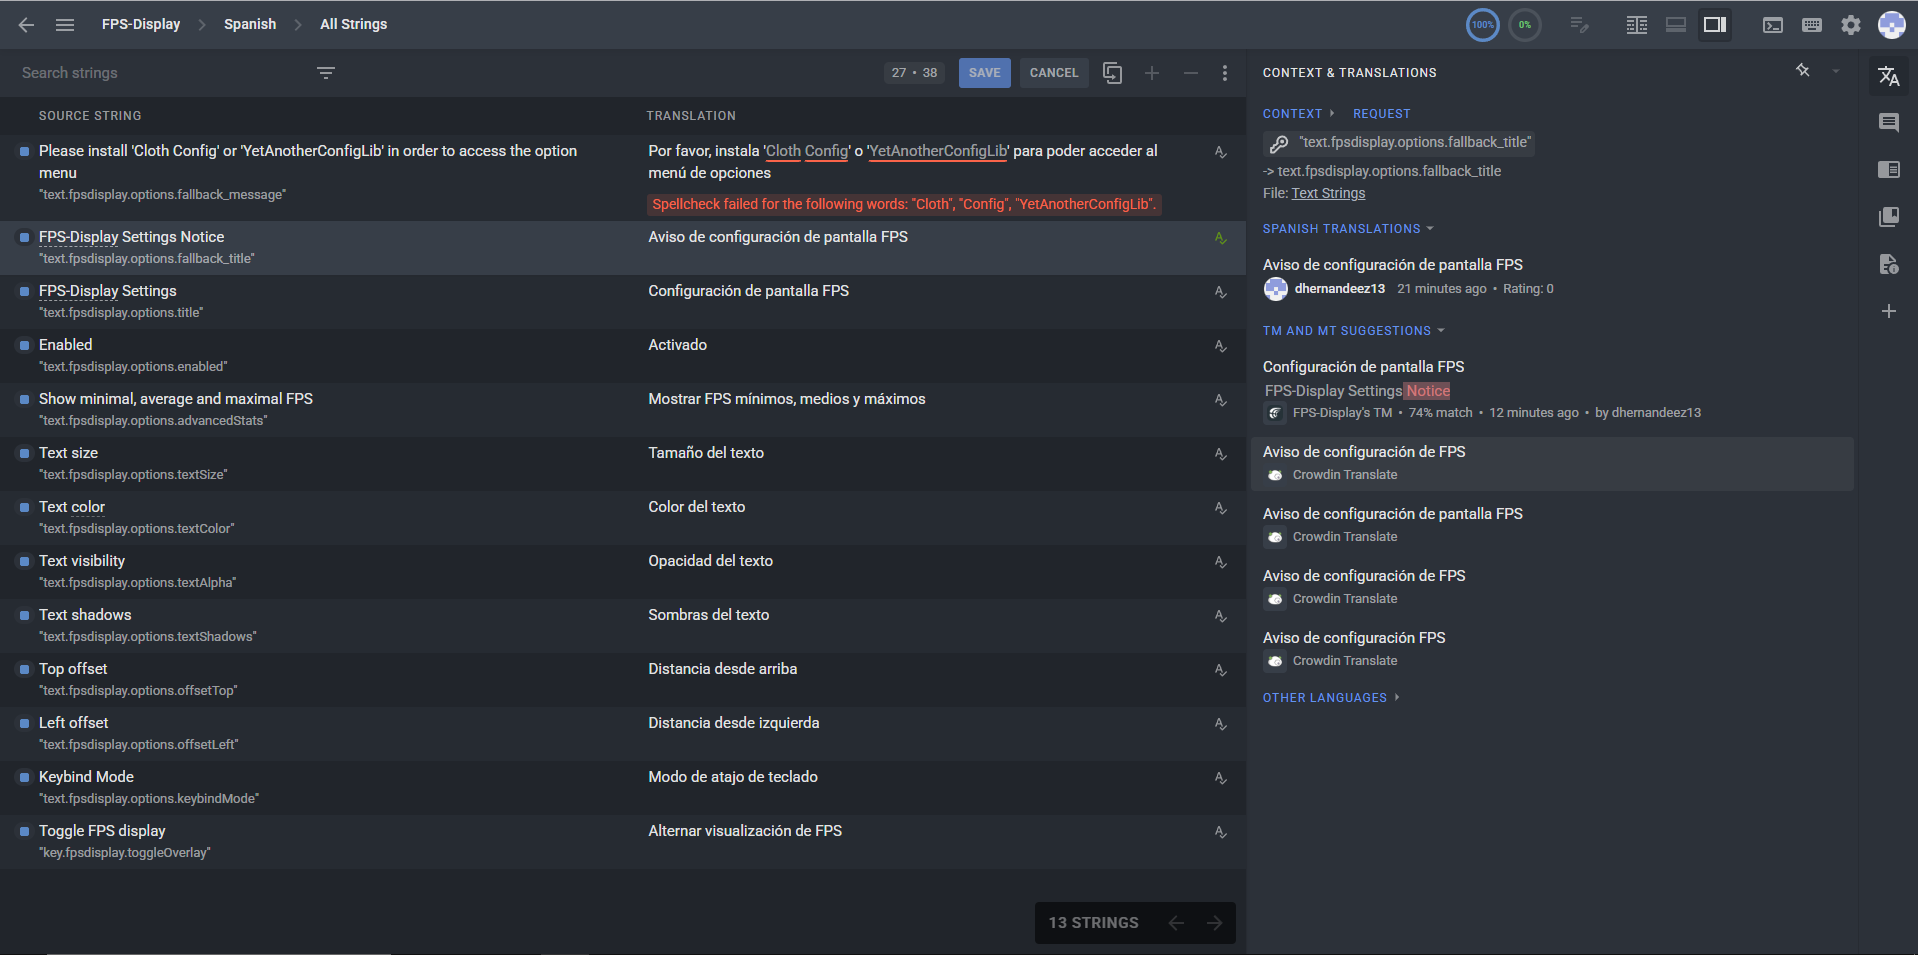 FPS-Display
Spanish
All Strings
100%
0%
Search strings
27 • 38
SAVE
CANCEL
SOURCE STRING
TRANSLATION
Please install 'Cloth Config' or 'YetAnotherConfigLib' in order to access the option
menu
"text.fpsdisplay.options.fallback_message"
Por favor, instala 'Cloth Config' o 'YetAnotherConfigLib' para poder acceder al
menú de opciones
Spellcheck failed for the following words: "Cloth", "Config", "YetAnotherConfigLib".
FPS-Display Settings Notice
"text.fpsdisplay.options.fallback_title"
Aviso de configuración de pantalla FPS
FPS-Display Settings
"text.fpsdisplay.options.title"
Configuración de pantalla FPS
Enabled
"text.fpsdisplay.options.enabled"
Activado
Show minimal, average and maximal FPS
"text.fpsdisplay.options.advancedStats"
Mostrar FPS mínimos, medios y máximos
Text size
"text.fpsdisplay.options.textSize"
Tamaño del texto
Text color
"text.fpsdisplay.options.textColor"
Color del texto
Text visibility
"text.fpsdisplay.options.textAlpha"
Opacidad del texto
Text shadows
"text.fpsdisplay.options.textShadows"
Sombras del texto
Top offset
"text.fpsdisplay.options.offsetTop"
Distancia desde arriba
Left offset
"text.fpsdisplay.options.offsetLeft"
Distancia desde izquierda
Keybind Mode
"text.fpsdisplay.options.keybindMode"
Modo de atajo de teclado
Toggle FPS display
"key.fpsdisplay.toggleOverlay"
Alternar visualización de FPS
13 STRINGS
CONTEXT & TRANSLATIONS
CONTEXT
REQUEST
"text.fpsdisplay.options.fallback_title"
-> text.fpsdisplay.options.fallback_title
File: Text Strings
SPANISH TRANSLATIONS
Aviso de configuración de pantalla FPS
dhernandeez13 21 minutes ago • Rating: 0
TM AND MT SUGGESTIONS
Configuración de pantalla FPS
FPS-Display Settings Notice
FPS-Display's TM • 74% match • 12 minutes ago • by dhernandeez13
Aviso de configuración de FPS
Crowdin Translate
Aviso de configuración de pantalla FPS
Crowdin Translate
Aviso de configuración de FPS
Crowdin Translate
Aviso de configuración FPS
Crowdin Translate
OTHER LANGUAGES